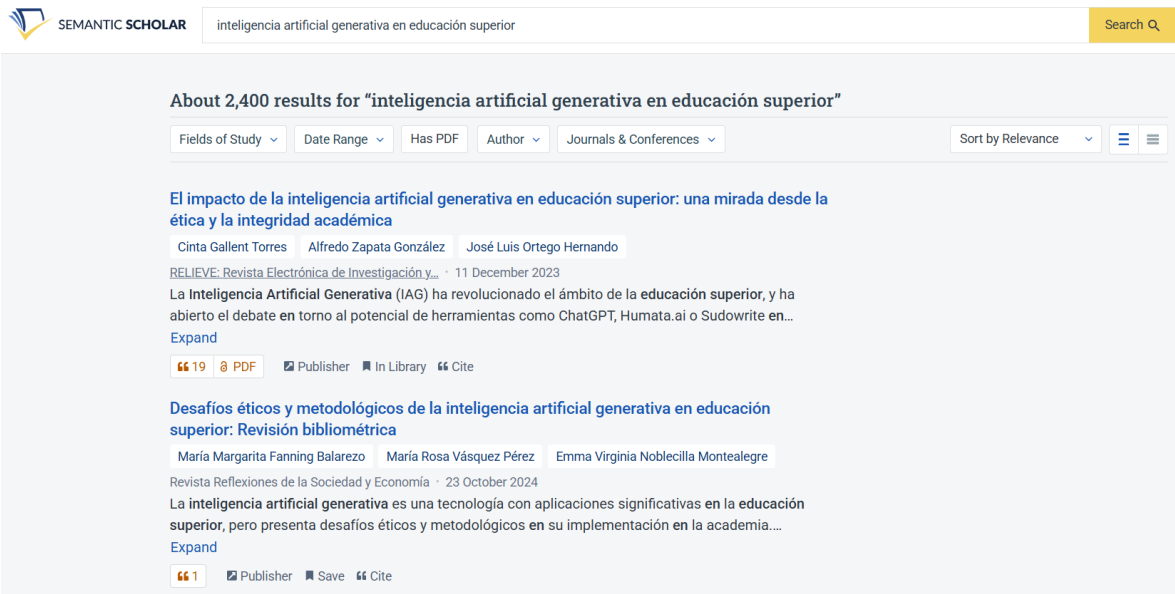 SEMANTIC SCHOLAR
inteligencia artificial generativa en educación superior
Search
About 2,400 results for “inteligencia artificial generativa en educación superior”
Fields of Study Date Range Has PDF Author Journals & Conferences Sort by Relevance
El impacto de la inteligencia artificial generativa en educación superior: una mirada desde la
ética y la integridad académica
Cinta Gallent Torres Alfredo Zapata González José Luis Ortego Hernando
RELIEVE: Revista Electrónica de Investigación y… · 11 December 2023
La Inteligencia Artificial Generativa (IAG) ha revolucionado el ámbito de la educación superior, y ha
abierto el debate en torno al potencial de herramientas como ChatGPT, Humata.ai o Sudowrite en…
Expand
19 PDF Publisher In Library Cite
Desafíos éticos y metodológicos de la inteligencia artificial generativa en educación
superior: Revisión bibliométrica
María Margarita Fanning Balarezo María Rosa Vásquez Pérez Emma Virginia Noblecilla Montealegre
Revista Reflexiones de la Sociedad y Economía · 23 October 2024
La inteligencia artificial generativa es una tecnología con aplicaciones significativas en la educación
superior, pero presenta desafíos éticos y metodológicos en su implementación en la academia.…
Expand
1 Publisher Save Cite